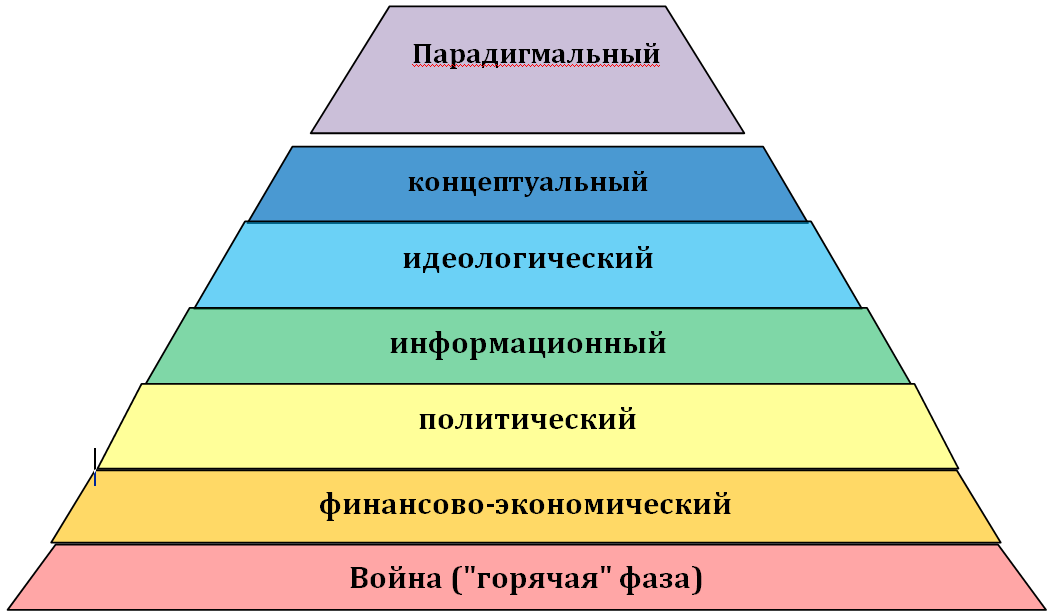 Парадигмальный
концептуальный
идеологический
информационный
политический
финансово-экономический
Война ("горячая" фаза)